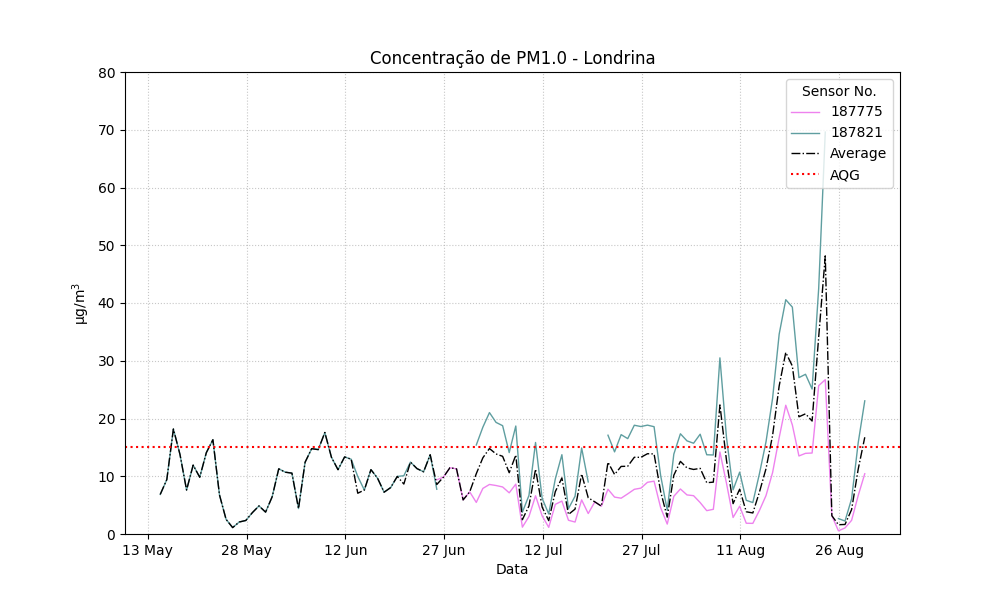 Concentração de PM1.0 - Londrina
80
70
60
50
40
30
20
10
0
µg/m³
Sensor No.
187775
187821
Average
AQG
13 May
28 May
12 Jun
27 Jun
12 Jul
27 Jul
11 Aug
26 Aug
Data